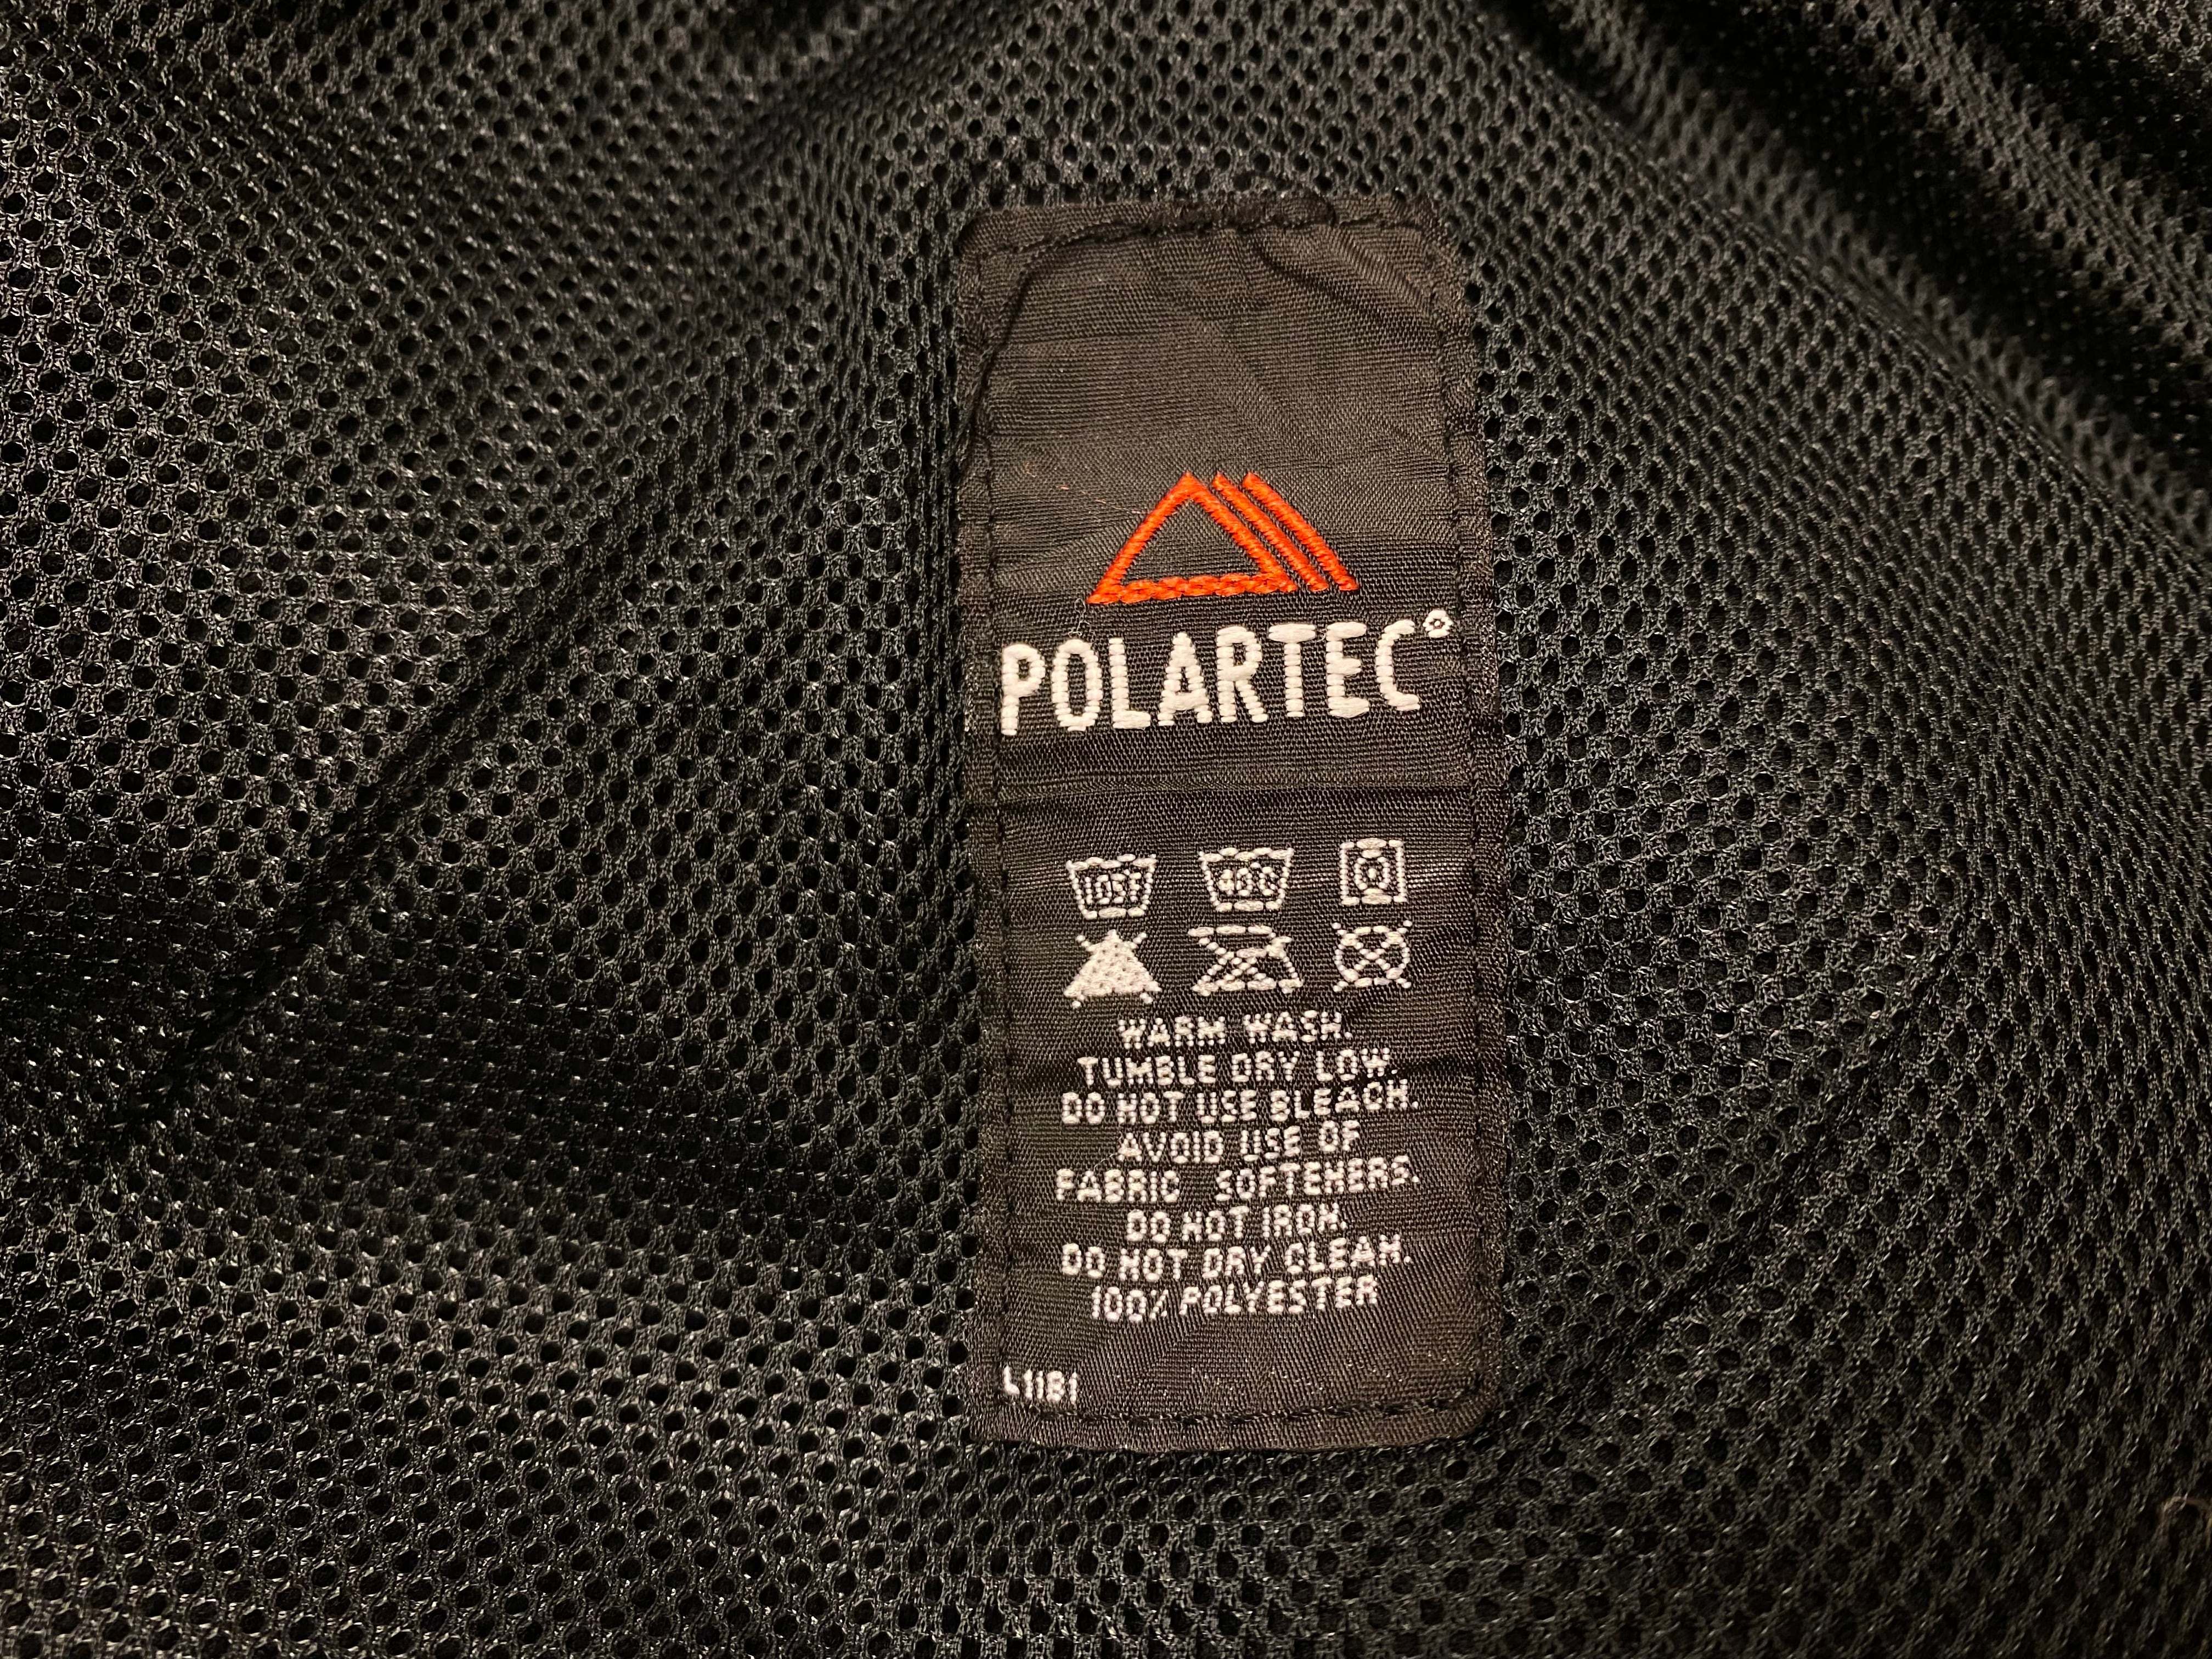 POLARTEC®
105°F 40°C
WARM WASH.
TUMBLE DRY LOW.
DO NOT USE BLEACH.
AVOID USE OF
FABRIC SOFTENERS.
DO NOT IRON.
DO NOT DRY CLEAN.
100% POLYESTER
L1181